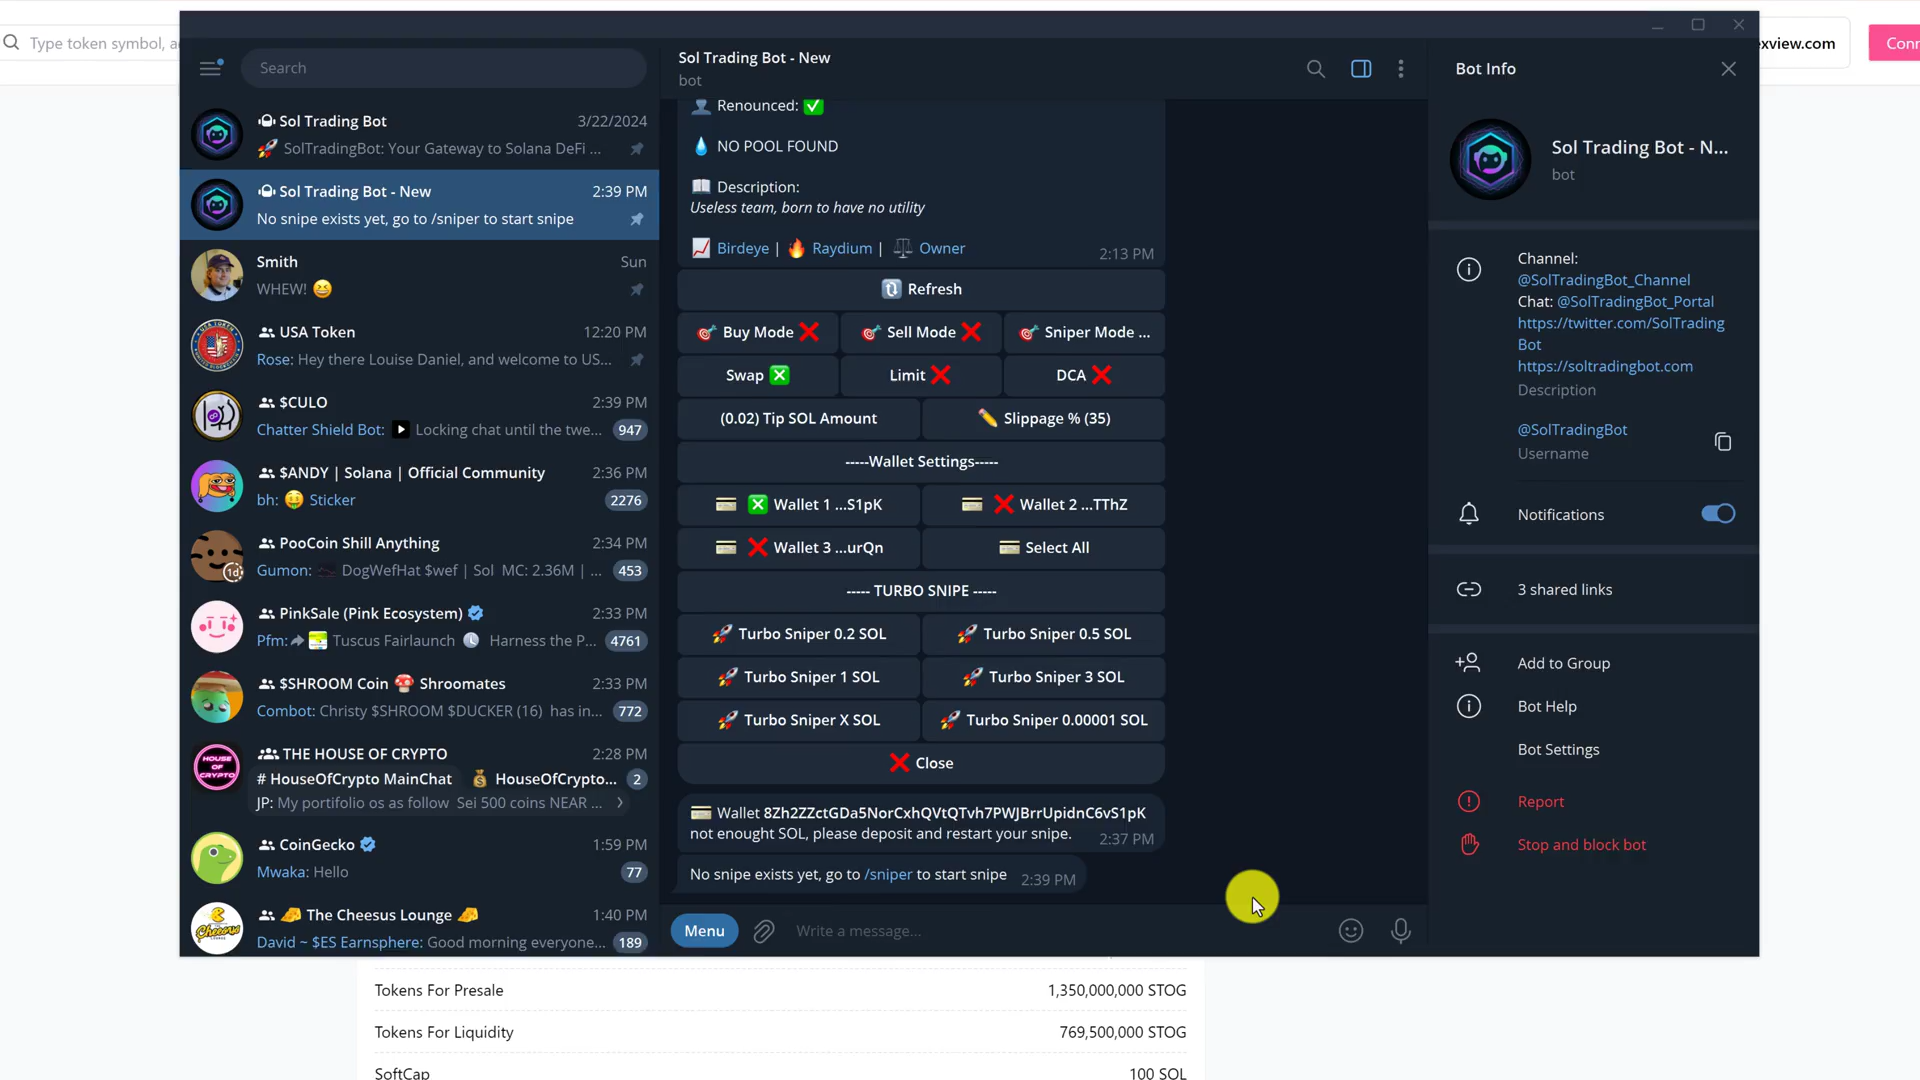 Type token symbol, a
exview.com
Conn
Search
Sol Trading Bot
3/22/2024
SolTradingBot: Your Gateway to Solana DeFi ...
Sol Trading Bot - New
2:39 PM
No snipe exists yet, go to /sniper to start snipe
Smith
Sun
WHEW!
USA Token
12:20 PM
Rose: Hey there Louise Daniel, and welcome to US...
$CULO
2:39 PM
Chatter Shield Bot: Locking chat until the twe...
947
$ANDY | Solana | Official Community
2:36 PM
bh: Sticker
2276
PooCoin Shill Anything
2:34 PM
1d
Gumon: DogWefHat $wef | Sol MC: 2.36M | ...
453
PinkSale (Pink Ecosystem)
2:33 PM
Pfm: Tuscus Fairlaunch Harness the P...
4761
$SHROOM Coin Shroomates
2:33 PM
Combot: Christy $SHROOM $DUCKER (16) has in...
772
HOUSE OF CRYPTO
THE HOUSE OF CRYPTO
2:28 PM
# HouseOfCrypto MainChat HouseOfCrypto...
2
JP: My portfolio os as follow Sei 500 coins NEAR ...
CoinGecko
1:59 PM
Mwaka: Hello
77
Cheesus
The Cheesus Lounge
1:40 PM
David ~ $ES Earnsphere: Good morning everyone...
189
Sol Trading Bot - New
bot
Renounced:
NO POOL FOUND
Description:
Useless team, born to have no utility
Birdeye | Raydium | Owner
2:13 PM
Refresh
Buy Mode
Sell Mode
Sniper Mode ...
Swap
Limit
DCA
(0.02) Tip SOL Amount
Slippage % (35)
-----Wallet Settings-----
Wallet 1 ...S1pK
Wallet 2 ...TThZ
Wallet 3 ...urQn
Select All
----- TURBO SNIPE -----
Turbo Sniper 0.2 SOL
Turbo Sniper 0.5 SOL
Turbo Sniper 1 SOL
Turbo Sniper 3 SOL
Turbo Sniper X SOL
Turbo Sniper 0.00001 SOL
Close
Wallet 8Zh2ZZctGDa5NorCxhQVtQTvh7PWJBrrUpidnC6vS1pK
not enought SOL, please deposit and restart your snipe.
2:37 PM
No snipe exists yet, go to /sniper to start snipe
2:39 PM
Menu
Write a message...
Bot Info
Sol Trading Bot - N...
bot
Channel:
@SolTradingBot_Channel
Chat: @SolTradingBot_Portal
https://twitter.com/SolTrading
Bot
https://soltradingbot.com
Description
@SolTradingBot
Username
Notifications
3 shared links
Add to Group
Bot Help
Bot Settings
Report
Stop and block bot
Tokens For Presale
1,350,000,000 STOG
Tokens For Liquidity
769,500,000 STOG
SoftCap
100 SOL